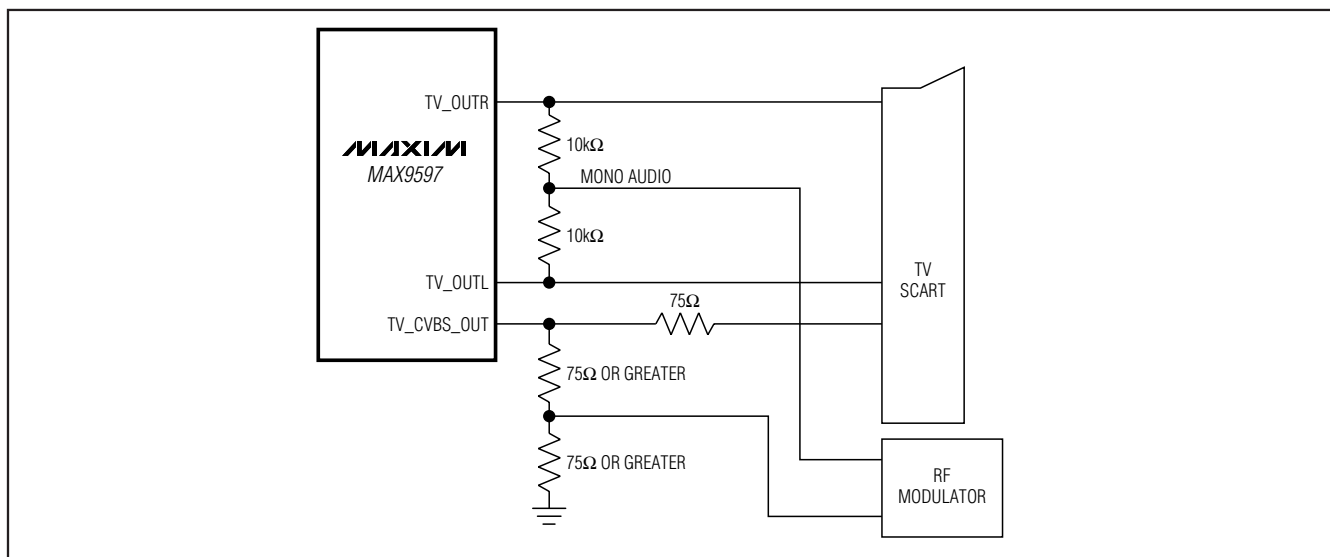 TV_OUTR
10kΩ
MAXIM
MAX9597
MONO AUDIO
10kΩ
TV_OUTL
TV
SCART
75Ω
TV_CVBS_OUT
75Ω OR GREATER
75Ω OR GREATER
RF
MODULATOR